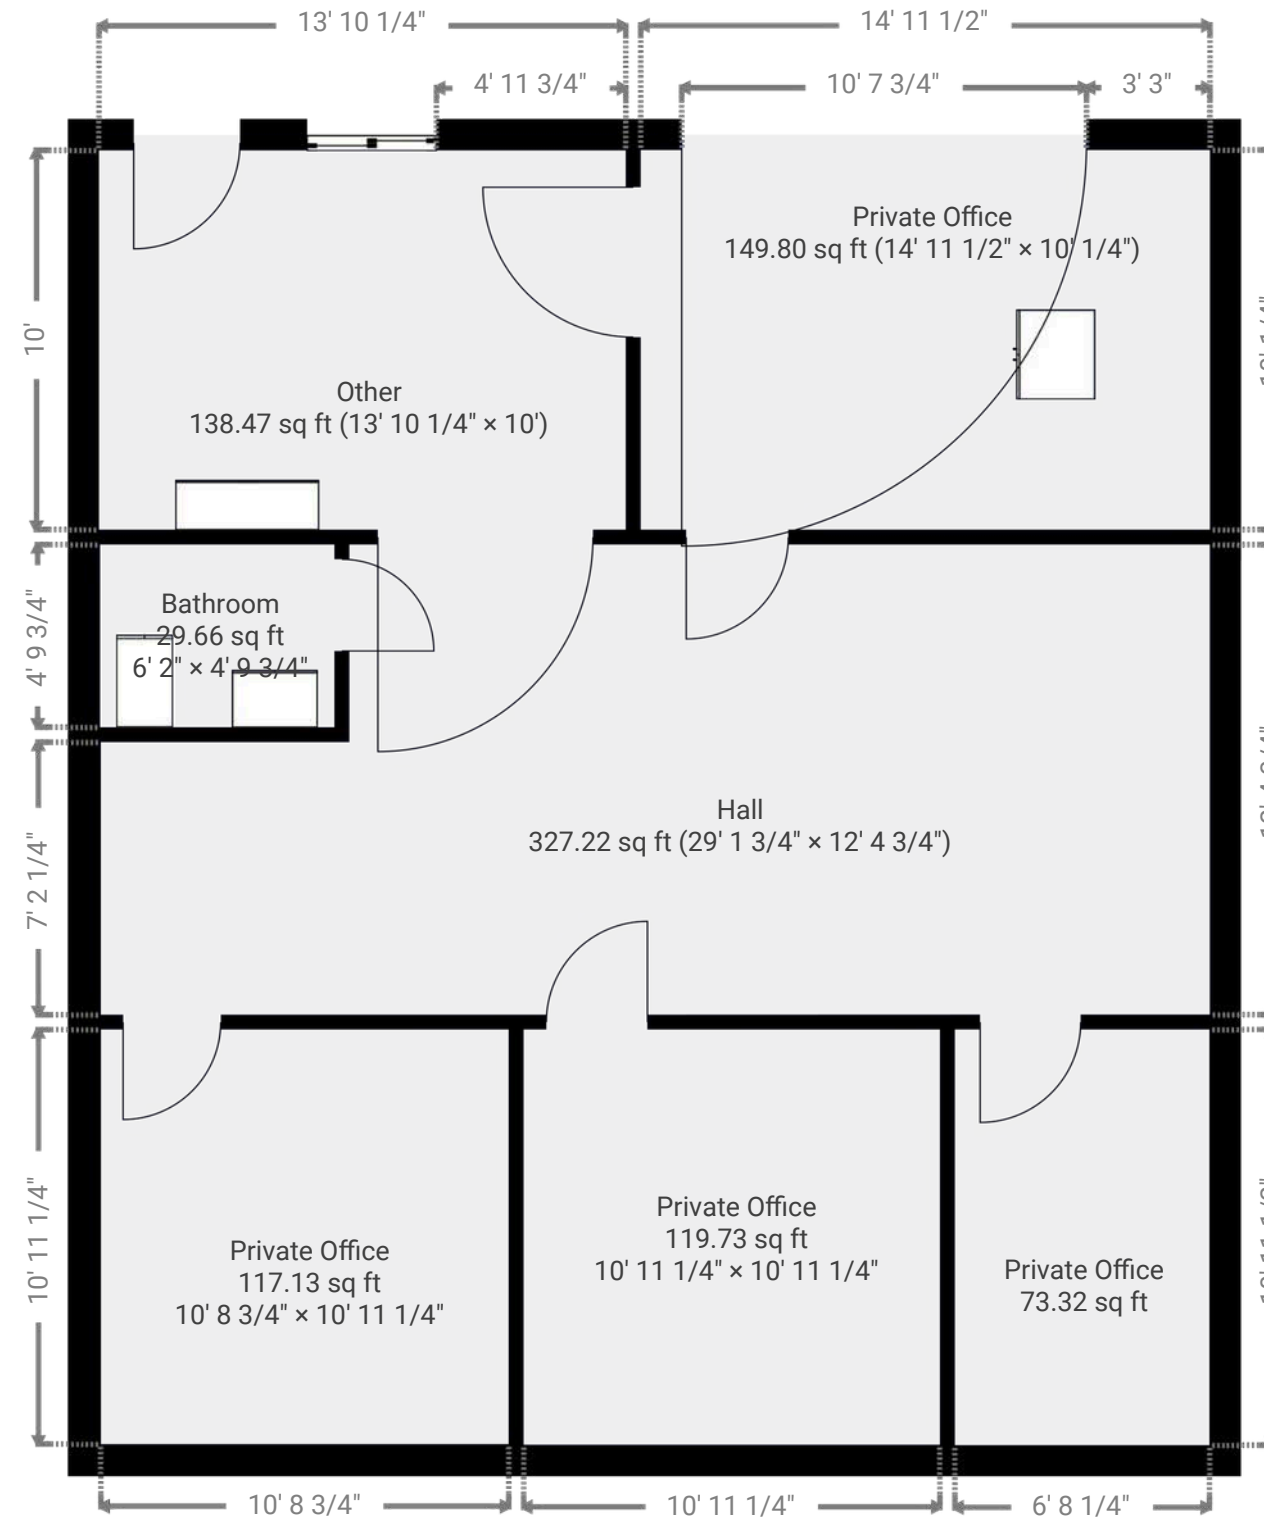 13' 10 1/4"
14' 11 1/2"
4' 11 3/4"
10' 7 3/4"
3' 3"
Private Office
149.80 sq ft (14' 11 1/2" × 10' 1/4")
10'
Other
138.47 sq ft (13' 10 1/4" × 10')
Bathroom
29.66 sq ft
6' 2" × 4' 9 3/4"
4' 9 3/4"
Hall
327.22 sq ft (29' 1 3/4" × 12' 4 3/4")
7' 2 1/4"
Private Office
119.73 sq ft
10' 11 1/4" × 10' 11 1/4"
Private Office
117.13 sq ft
10' 8 3/4" × 10' 11 1/4"
Private Office
73.32 sq ft
10' 11 1/4"
10' 8 3/4"
10' 11 1/4"
6' 8 1/4"